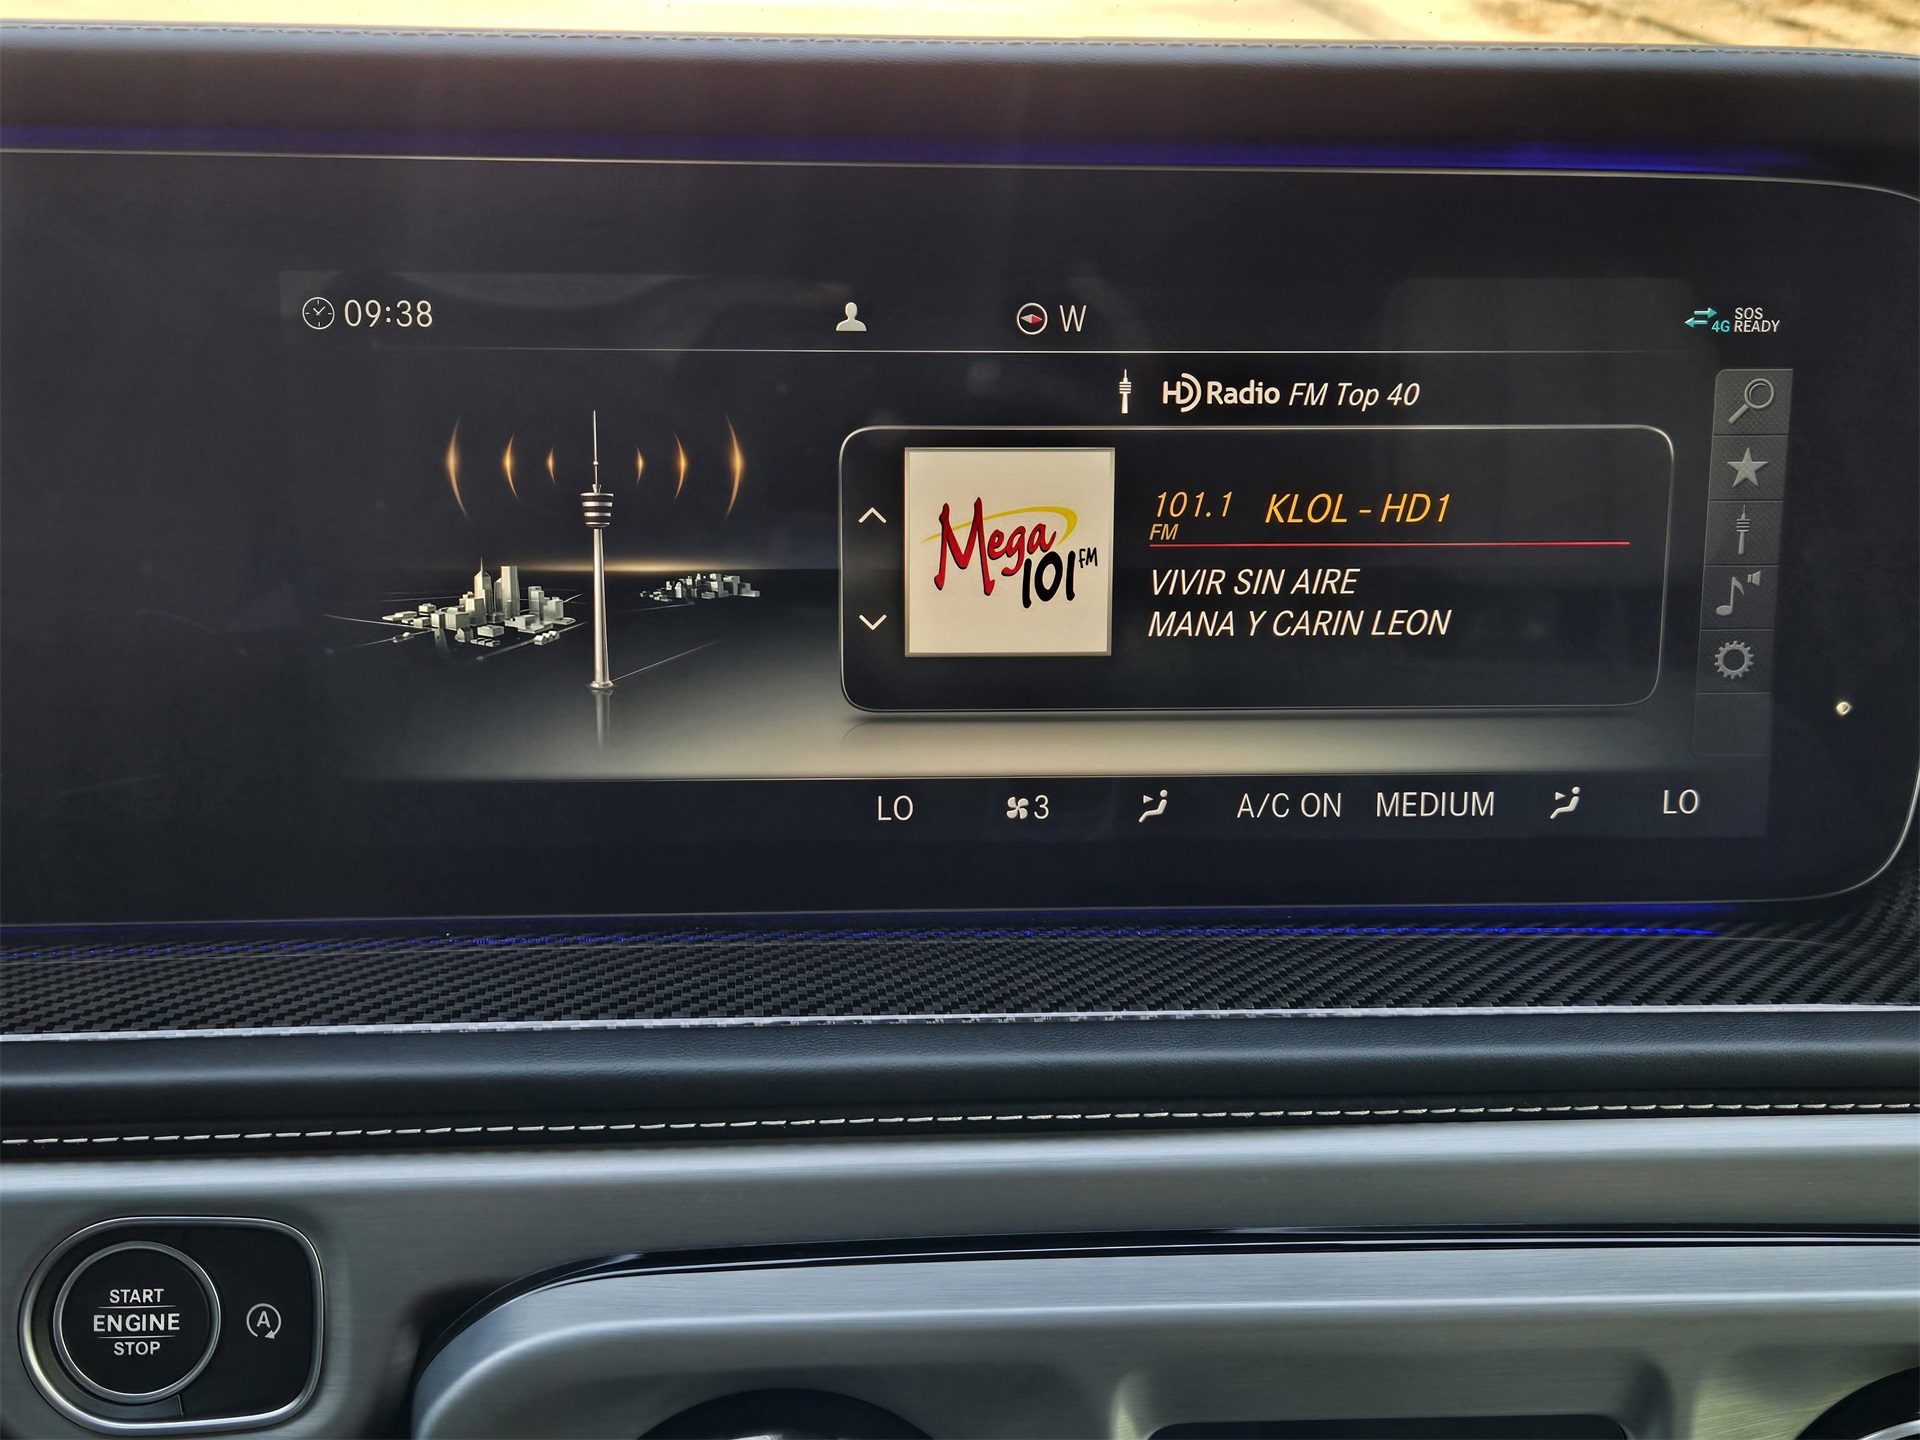 09:38
W
4G
SOS
READY
HD Radio FM Top 40
Mega
101 FM
101.1 KLOL - HD1
FM
VIVIR SIN AIRE
MANA Y CARIN LEON
LO 3 A/C ON MEDIUM LO
START
ENGINE
STOP
A